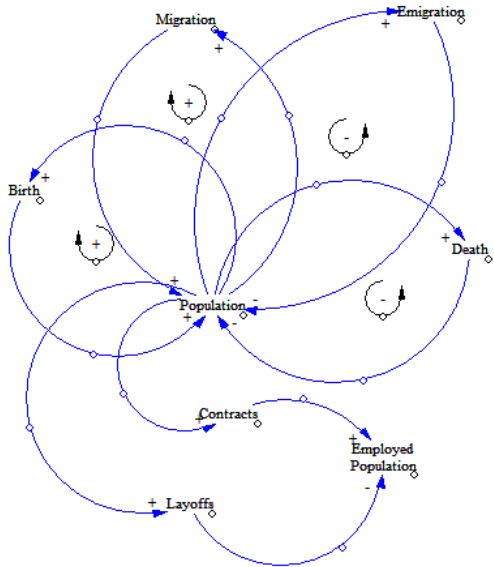 Emigration
+
Migration
+
+
-
Birth
+
+
Death
+
-
+
Population
-
+
-
Contracts
+
Employed
Population
+
-
Layoffs
+